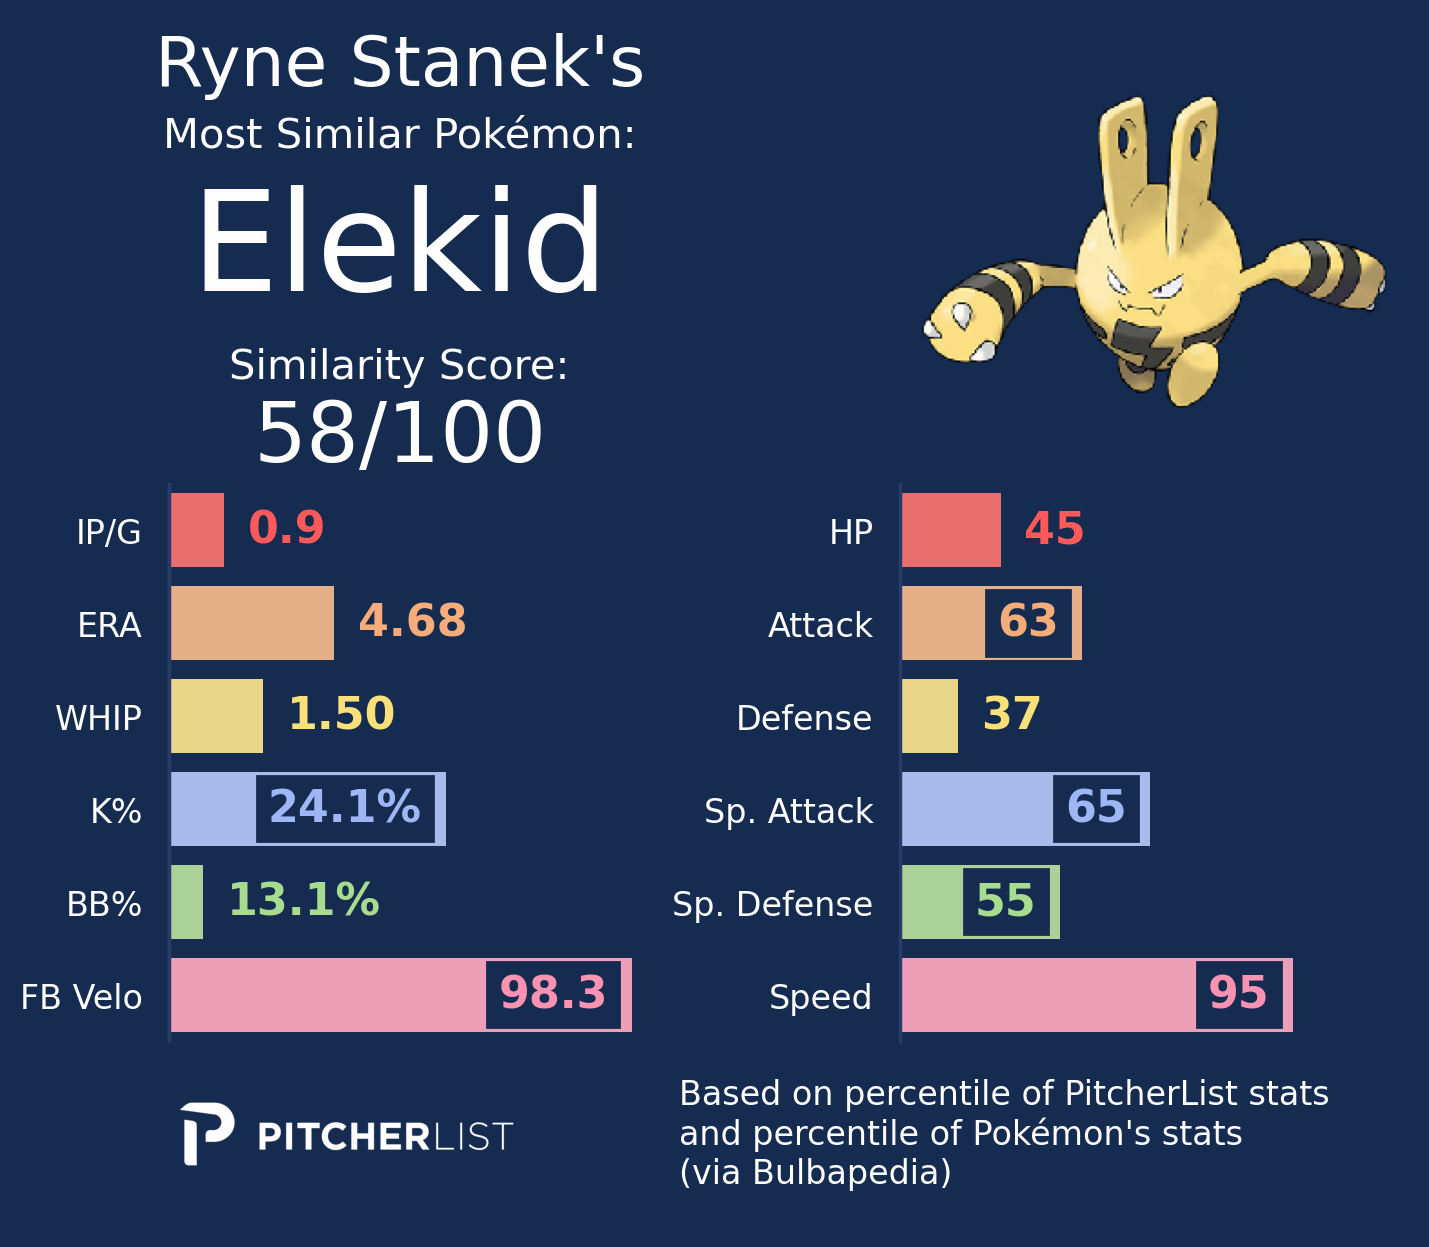 Ryne Stanek's
Most Similar Pokémon:
Elekid
Similarity Score:
58/100
IP/G 0.9
ERA 4.68
WHIP 1.50
K% 24.1%
BB% 13.1%
FB Velo 98.3
HP 45
Attack 63
Defense 37
Sp. Attack 65
Sp. Defense 55
Speed 95
PITCHERLIST
Based on percentile of PitcherList stats
and percentile of Pokémon's stats
(via Bulbapedia)